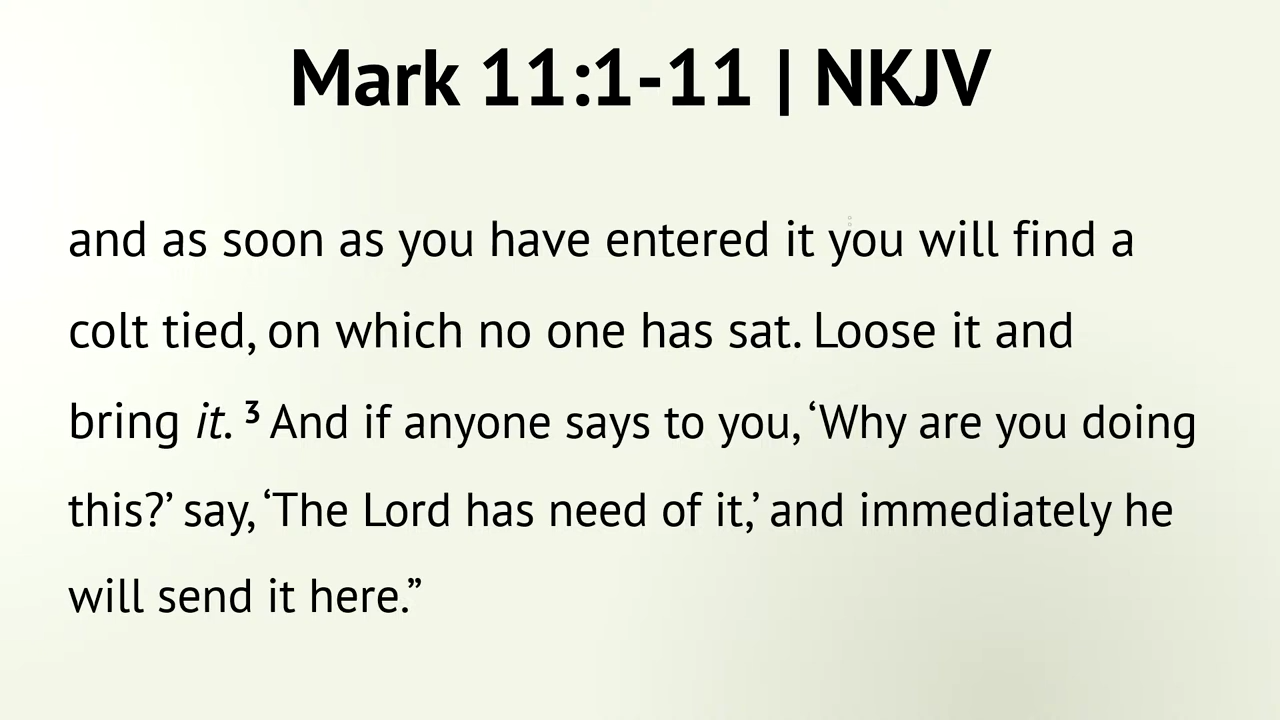 Mark 11:1-11 | NKJV
and as soon as you have entered it you will find a
colt tied, on which no one has sat. Loose it and
bring it. ³ And if anyone says to you, ‘Why are you doing
this?’ say, ‘The Lord has need of it,’ and immediately he
will send it here.”